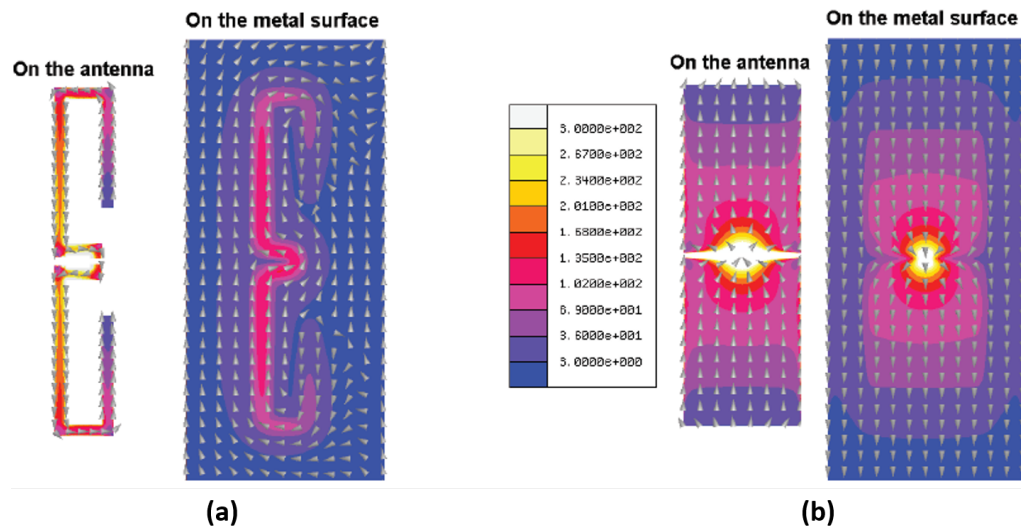 On the metal surface
On the antenna
(a)
On the metal surface
On the antenna
3.0000e+002
2.6700e+002
2.3400e+002
2.0100e+002
1.6800e+002
1.3500e+002
1.0200e+002
6.9000e+001
3.6000e+001
3.0000e+000
(b)